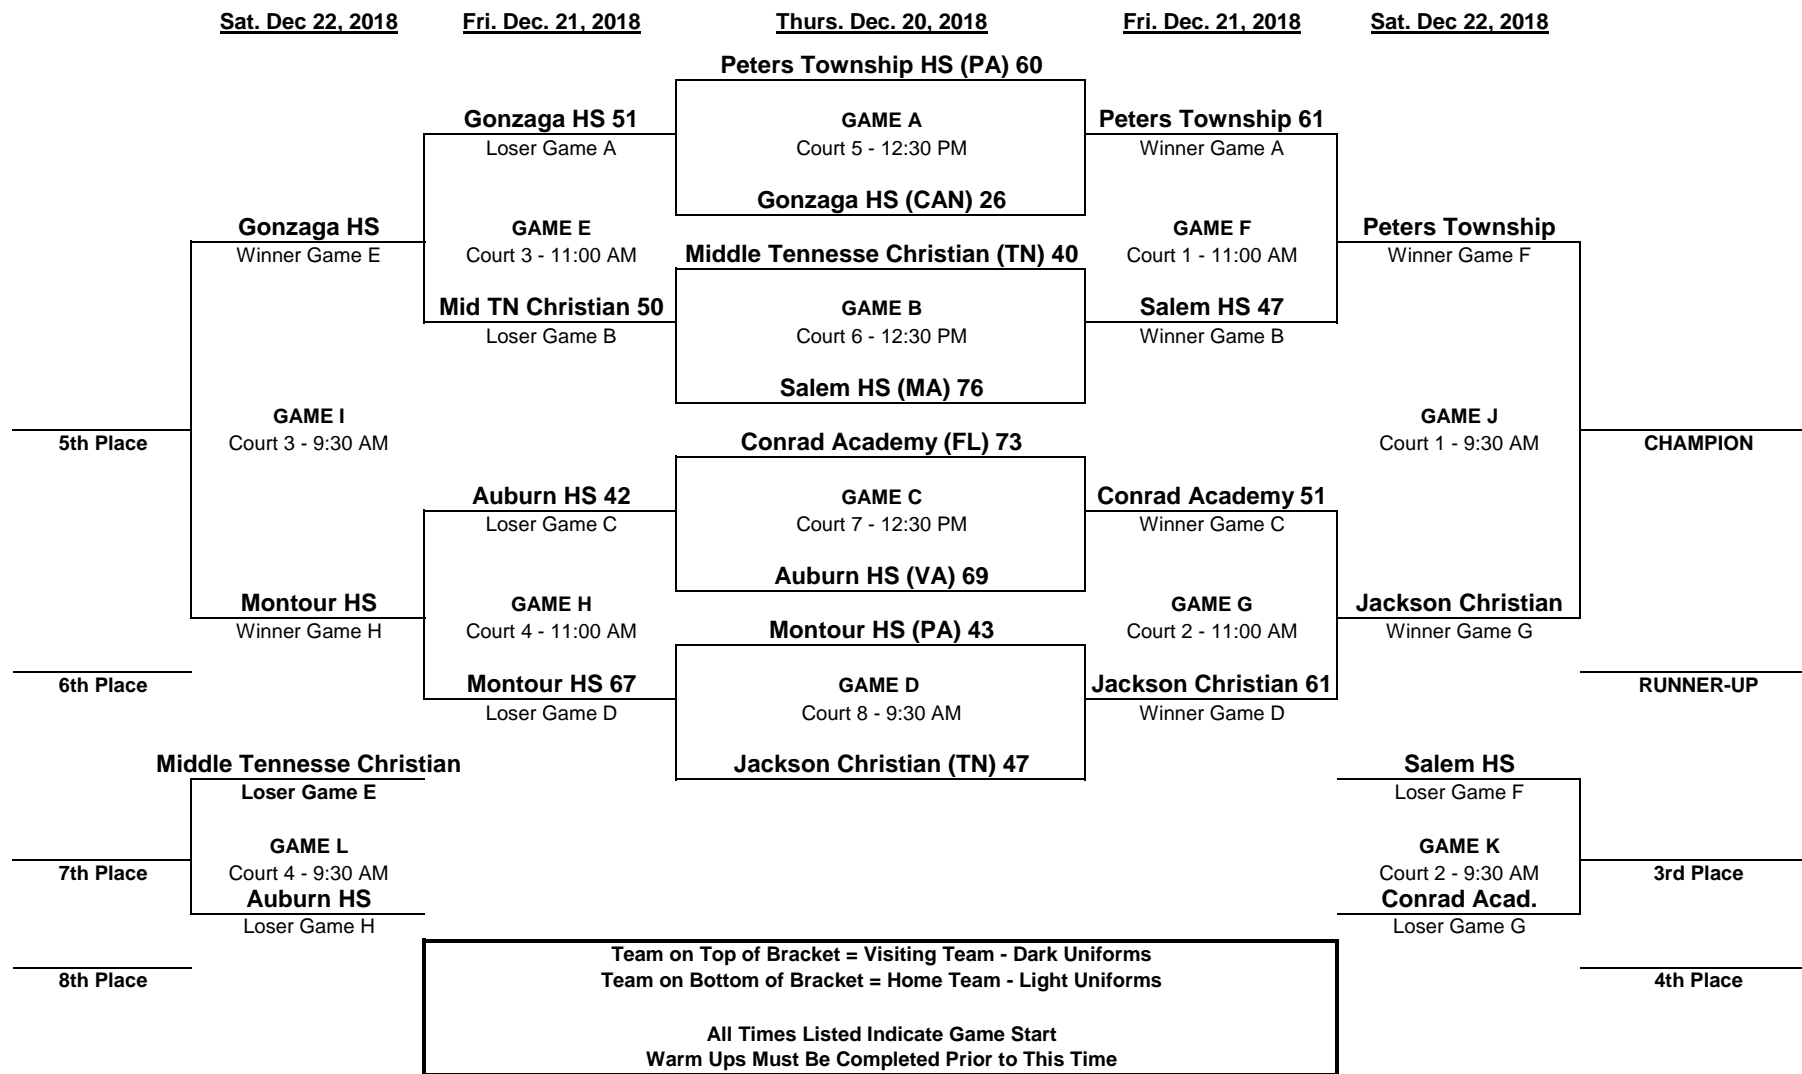 Sat. Dec 22, 2018 Fri. Dec. 21, 2018 Thurs. Dec. 20, 2018 Fri. Dec. 21, 2018 Sat. Dec 22, 2018
Peters Township HS (PA) 60
Gonzaga HS 51 GAME A Peters Township 61
Loser Game A Court 5 - 12:30 PM Winner Game A
Gonzaga HS (CAN) 26
Gonzaga HS GAME E GAME F Peters Township
Winner Game E Court 3 - 11:00 AM Middle Tennesse Christian (TN) 40 Court 1 - 11:00 AM Winner Game F
Mid TN Christian 50 GAME B Salem HS 47
Loser Game B Court 6 - 12:30 PM Winner Game B
Salem HS (MA) 76
GAME I GAME J
5th Place Court 3 - 9:30 AM Conrad Academy (FL) 73 Court 1 - 9:30 AM CHAMPION
Auburn HS 42 GAME C Conrad Academy 51
Loser Game C Court 7 - 12:30 PM Winner Game C
Auburn HS (VA) 69
Montour HS GAME H GAME G Jackson Christian
Winner Game H Court 4 - 11:00 AM Montour HS (PA) 43 Court 2 - 11:00 AM Winner Game G
6th Place Montour HS 67 GAME D Jackson Christian 61 RUNNER-UP
Loser Game D Court 8 - 9:30 AM Winner Game D
Middle Tennesse Christian Jackson Christian (TN) 47 Salem HS
Loser Game E Loser Game F
GAME L GAME K
7th Place Court 4 - 9:30 AM Court 2 - 9:30 AM 3rd Place
Auburn HS Conrad Acad.
Loser Game H Loser Game G
Team on Top of Bracket = Visiting Team - Dark Uniforms
8th Place Team on Bottom of Bracket = Home Team - Light Uniforms 4th Place
All Times Listed Indicate Game Start
Warm Ups Must Be Completed Prior to This Time